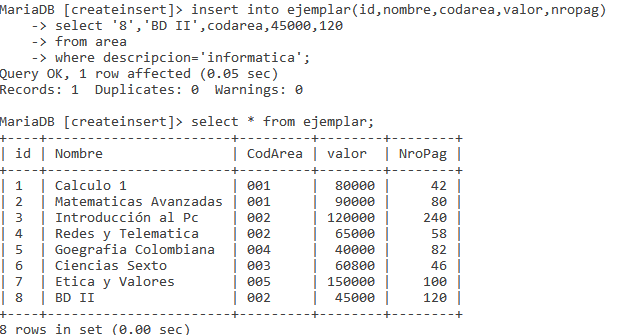 MariaDB [createinsert]> insert into ejemplar(id,nombre,codarea,valor,nropag)
    -> select '8','BD II',codarea,45000,120
    -> from area
    -> where descripcion='informatica';
Query OK, 1 row affected (0.05 sec)
Records: 1  Duplicates: 0  Warnings: 0

MariaDB [createinsert]> select * from ejemplar;
+----+-----------------------+---------+--------+--------+
| id | Nombre                | CodArea | valor  | NroPag |
+----+-----------------------+---------+--------+--------+
| 1  | Calculo 1             | 001     |  80000 |     42 |
| 2  | Matematicas Avanzadas | 001     |  90000 |     80 |
| 3  | Introducción al Pc    | 002     | 120000 |    240 |
| 4  | Redes y Telematica    | 002     |  65000 |     58 |
| 5  | Goegrafia Colombiana  | 004     |  40000 |     82 |
| 6  | Ciencias Sexto        | 003     |  60800 |     46 |
| 7  | Etica y Valores       | 005     | 150000 |    100 |
| 8  | BD II                 | 002     |  45000 |    120 |
+----+-----------------------+---------+--------+--------+
8 rows in set (0.00 sec)